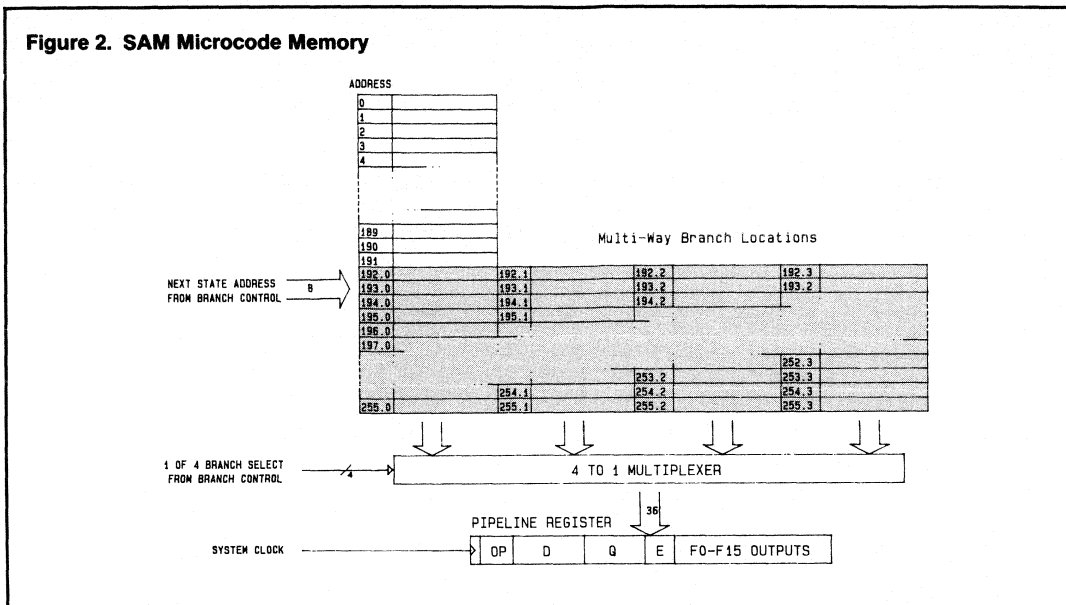 Figure 2. SAM Microcode Memory
ADDRESS
0
1
2
3
4
189
190
191
Multi-Way Branch Locations
192.0 192.1 192.2 192.3
193.0 193.1 193.2 193.2
194.0 194.1 194.2
195.0 195.1
196.0
197.0
252.3
253.2 253.3
254.1 254.2 254.3
255.0 255.1 255.2 255.3
NEXT STATE ADDRESS
FROM BRANCH CONTROL
8
1 OF 4 BRANCH SELECT
FROM BRANCH CONTROL
4
4 TO 1 MULTIPLEXER
36
PIPELINE REGISTER
SYSTEM CLOCK
OP D Q E F0-F15 OUTPUTS